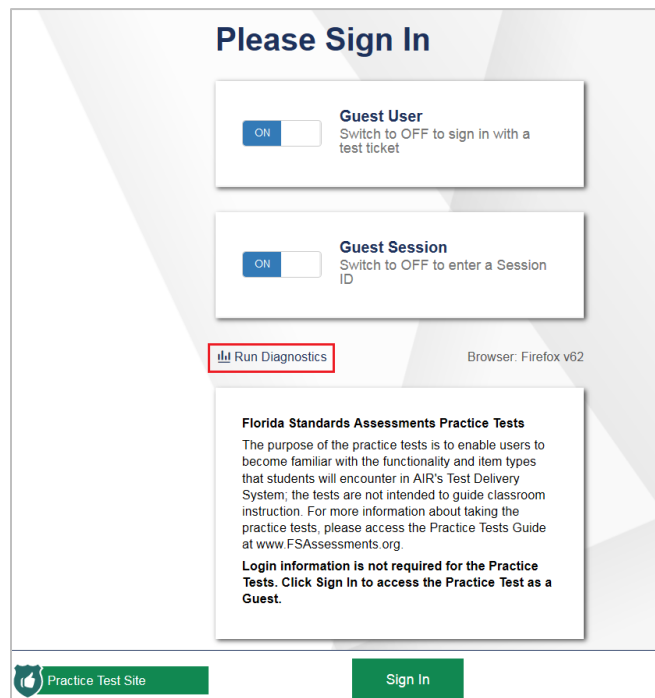 Please Sign In
ON
Guest User
Switch to OFF to sign in with a
test ticket
ON
Guest Session
Switch to OFF to enter a Session
ID
Run Diagnostics
Browser: Firefox v62
Florida Standards Assessments Practice Tests
The purpose of the practice tests is to enable users to
become familiar with the functionality and item types
that students will encounter in AIR's Test Delivery
System; the tests are not intended to guide classroom
instruction. For more information about taking the
practice tests, please access the Practice Tests Guide
at www.FSAssessments.org.
Login information is not required for the Practice
Tests. Click Sign In to access the Practice Test as a
Guest.
Practice Test Site
Sign In